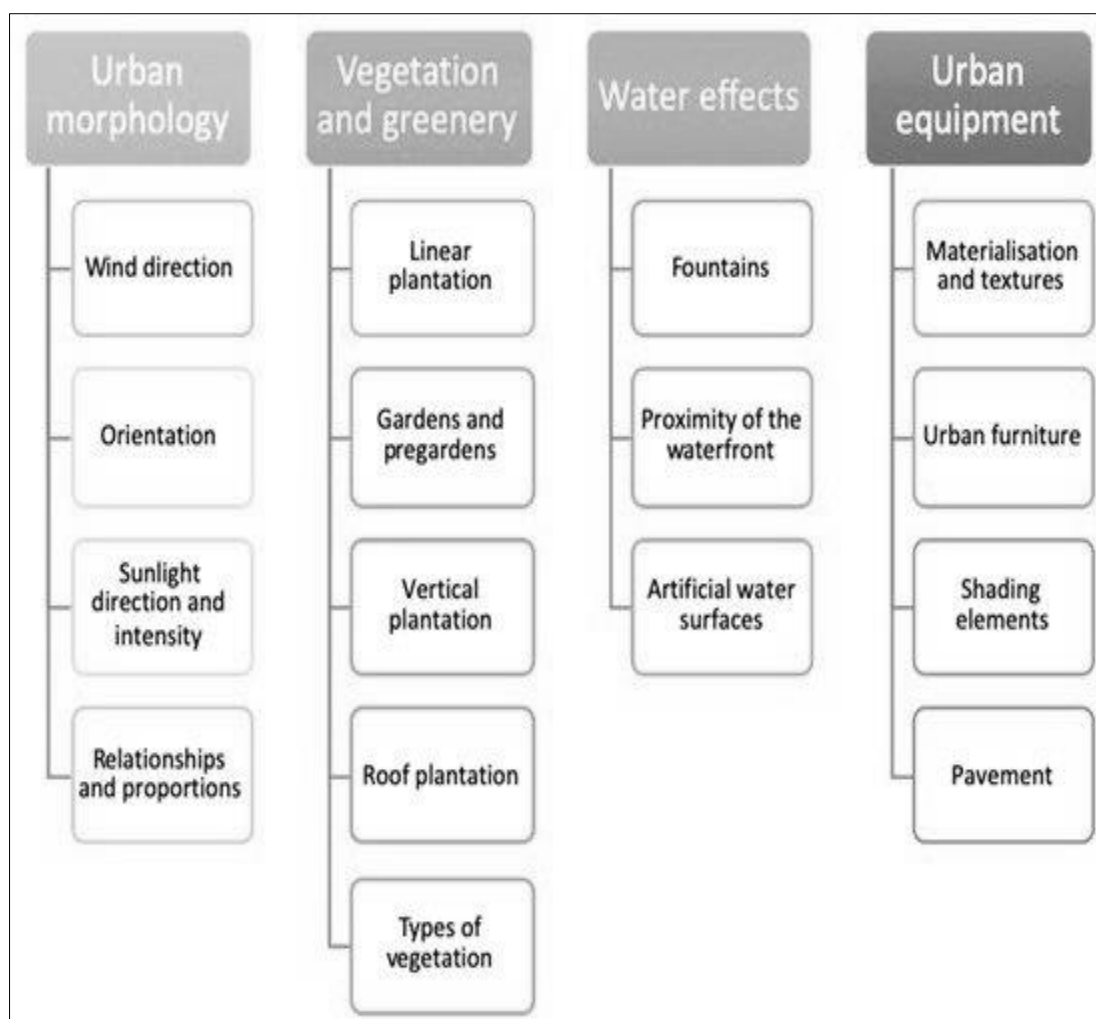 Urban
morphology
Wind direction
Orientation
Sunlight
direction and
intensity
Relationships
and proportions
Vegetation
and greenery
Linear
plantation
Gardens and
pregardens
Vertical
plantation
Roof plantation
Types of
vegetation
Water effects
Fountains
Proximity of the
waterfront
Artificial water
surfaces
Urban
equipment
Materialisation
and textures
Urban furniture
Shading
elements
Pavement